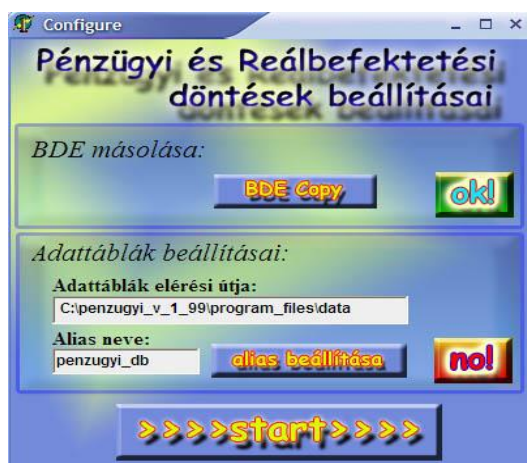 Configure
Pénzügyi és Reálbefektetési
döntések beállításai
BDE másolása:
BDE Copy
ok!
Adattáblák beállításai:
Adattáblák elérési útja:
C:\penzugyi_v_1_99\program_files\data
Alias neve:
penzugyi_db
alias beállítása
no!
>>>>start>>>>